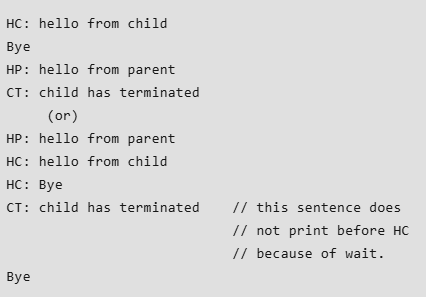 HC: hello from child
Bye
HP: hello from parent
CT: child has terminated
     (or)
HP: hello from parent
HC: hello from child
HC: Bye
CT: child has terminated    // this sentence does
                            // not print before HC
                            // because of wait.
Bye